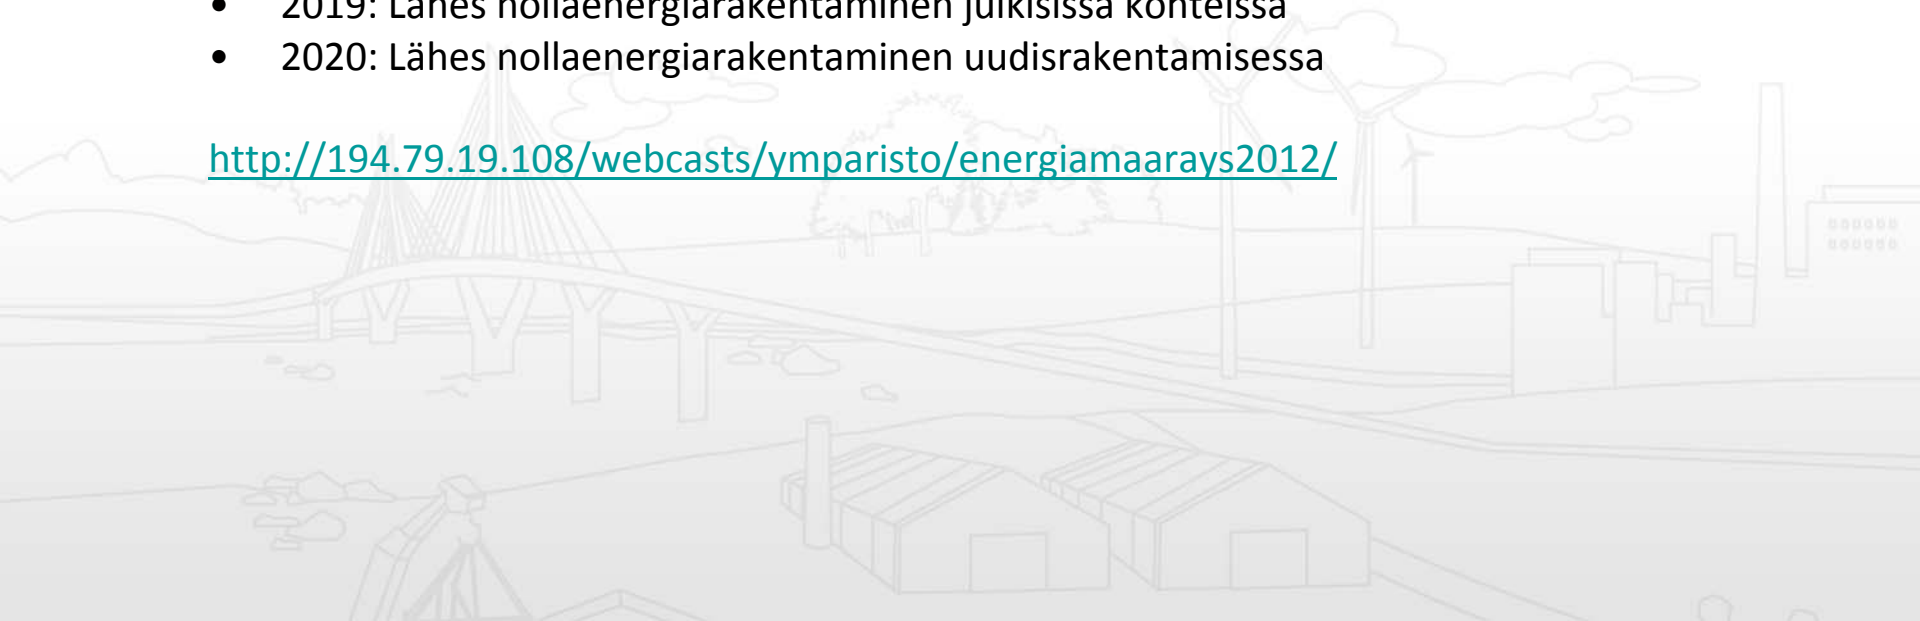 • 2019: Lähes nollaenergiarakentaminen julkisissa kohteissa
• 2020: Lähes nollaenergiarakentaminen uudisrakentamisessa
http://194.79.19.108/webcasts/ymparisto/energiamaarays2012/